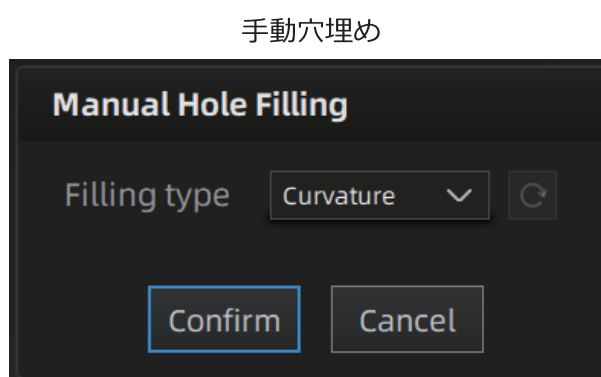 手動穴埋め
Manual Hole Filling
Filling type Curvature
Confirm Cancel